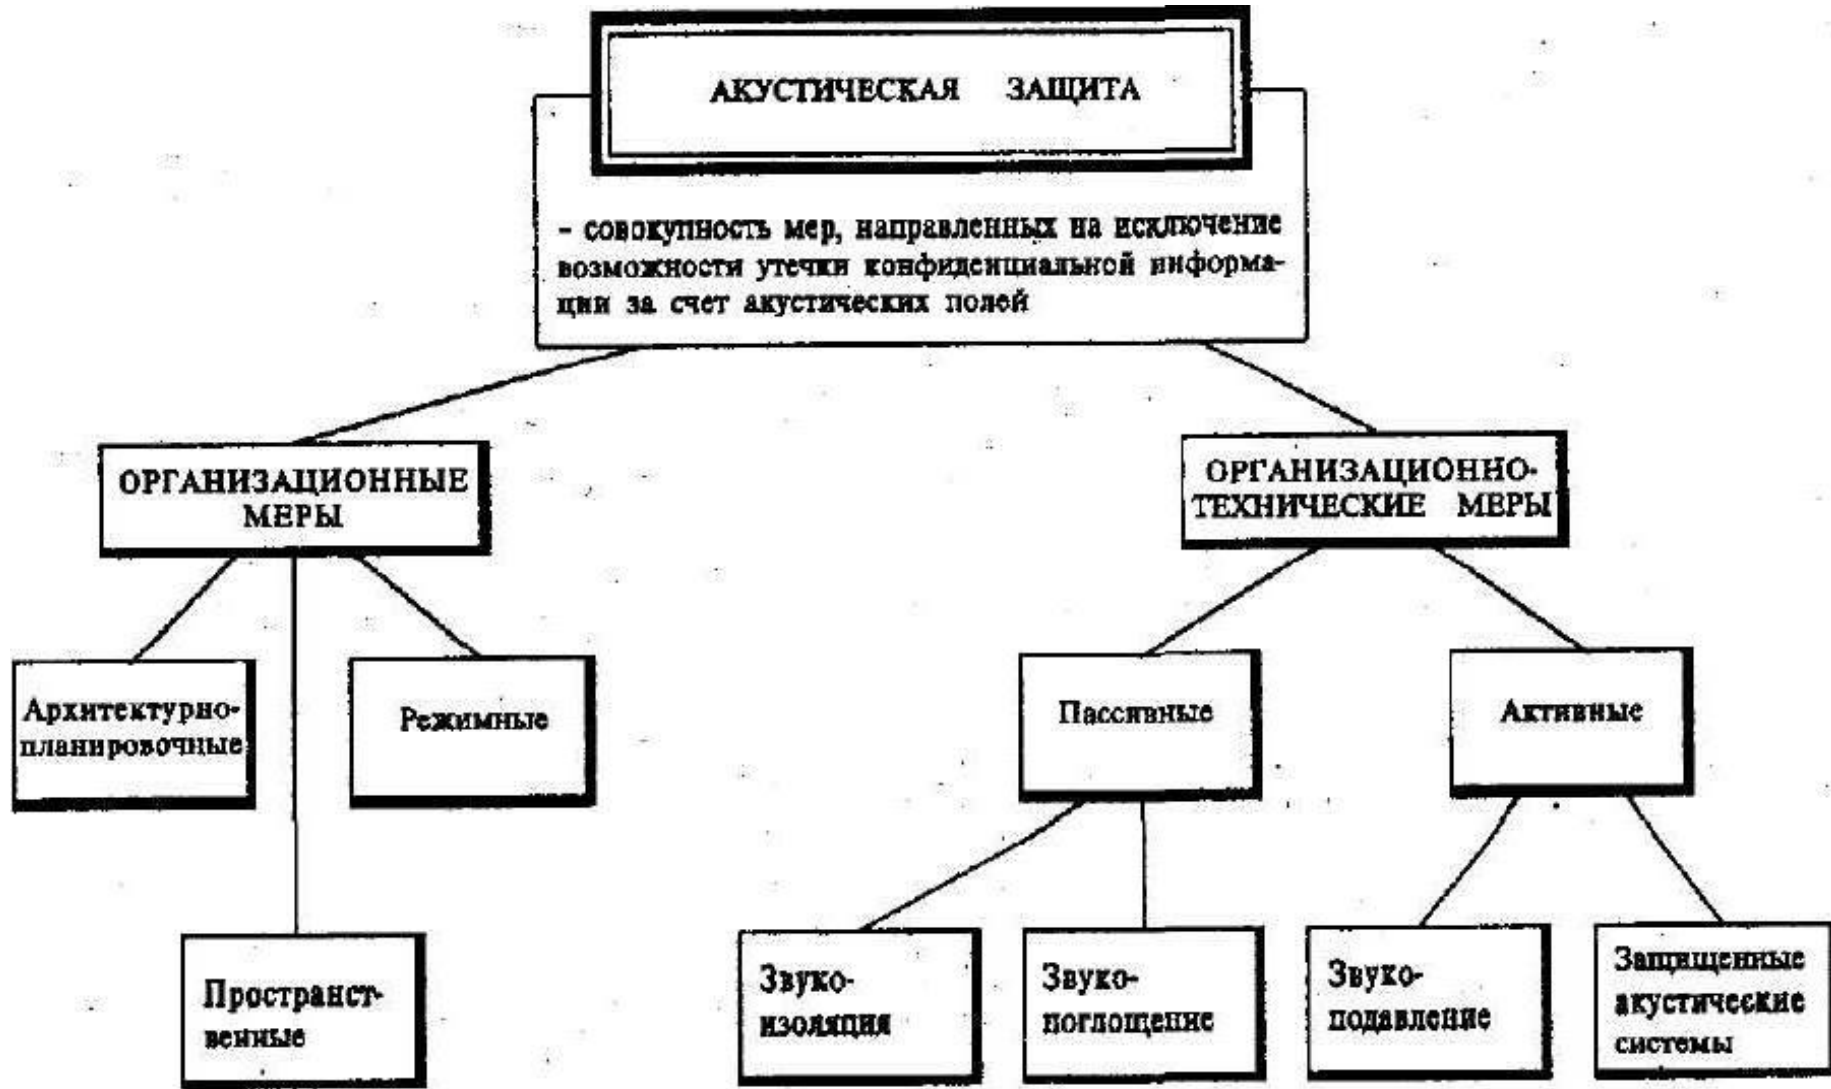 АКУСТИЧЕСКАЯ ЗАЩИТА
- совокупность мер, направленных на исключение
возможности утечки конфиденциальной информа-
ции за счет акустических полей
ОРГАНИЗАЦИОННЫЕ
МЕРЫ
ОРГАНИЗАЦИОННО-
ТЕХНИЧЕСКИЕ МЕРЫ
Архитектурно-
планировочные
Режимные
Пассивные
Активные
Пространст-
венные
Звуко-
изоляция
Звуко-
поглощение
Звуко-
подавление
Защищенные
акустические
системы